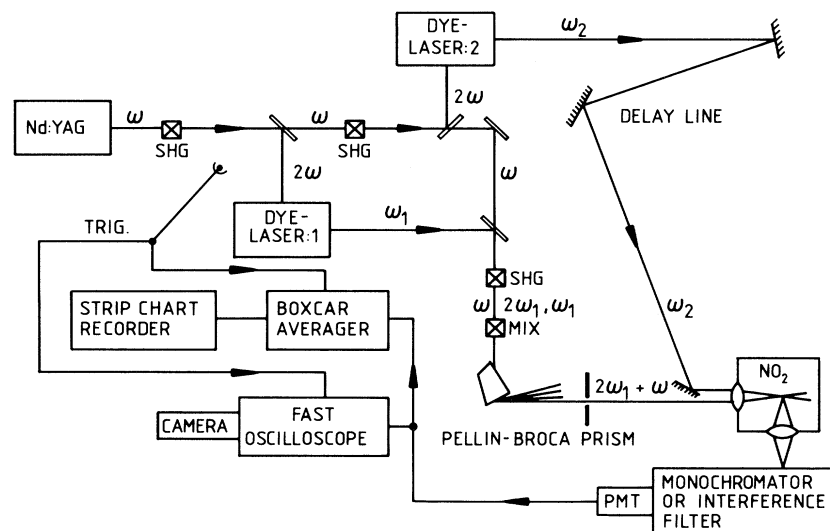 DYE-
LASER:2
ω₂
2ω
Nd:YAG
ω
SHG
ω
SHG
DELAY LINE
2ω
ω
DYE-
LASER:1
ω₁
TRIG.
SHG
ω 2ω₁, ω₁
MIX
ω₂
STRIP CHART
RECORDER
BOXCAR
AVERAGER
NO₂
2ω₁ + ω
CAMERA
FAST
OSCILLOSCOPE
PELLIN-BROCA PRISM
PMT
MONOCHROMATOR
OR INTERFERENCE
FILTER